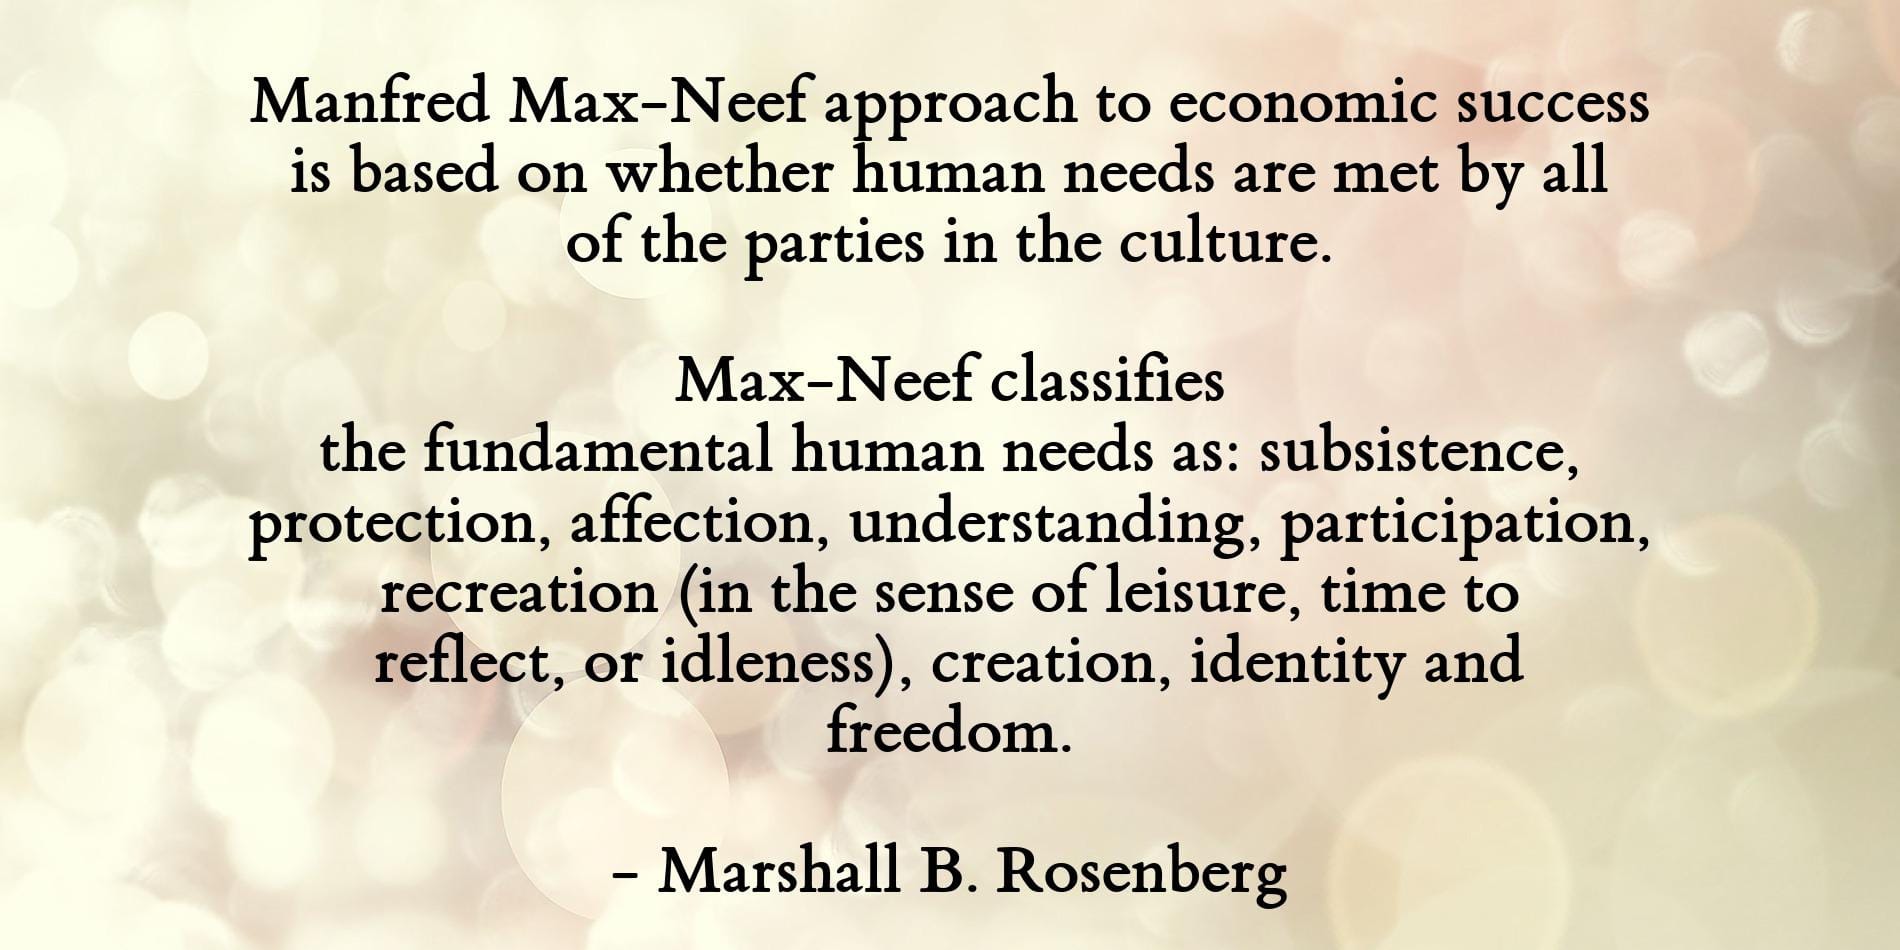 Manfred Max-Neef approach to economic success
is based on whether human needs are met by all
of the parties in the culture.
Max-Neef classifies
the fundamental human needs as: subsistence,
protection, affection, understanding, participation,
recreation (in the sense of leisure, time to
reflect, or idleness), creation, identity and
freedom.
- Marshall B. Rosenberg